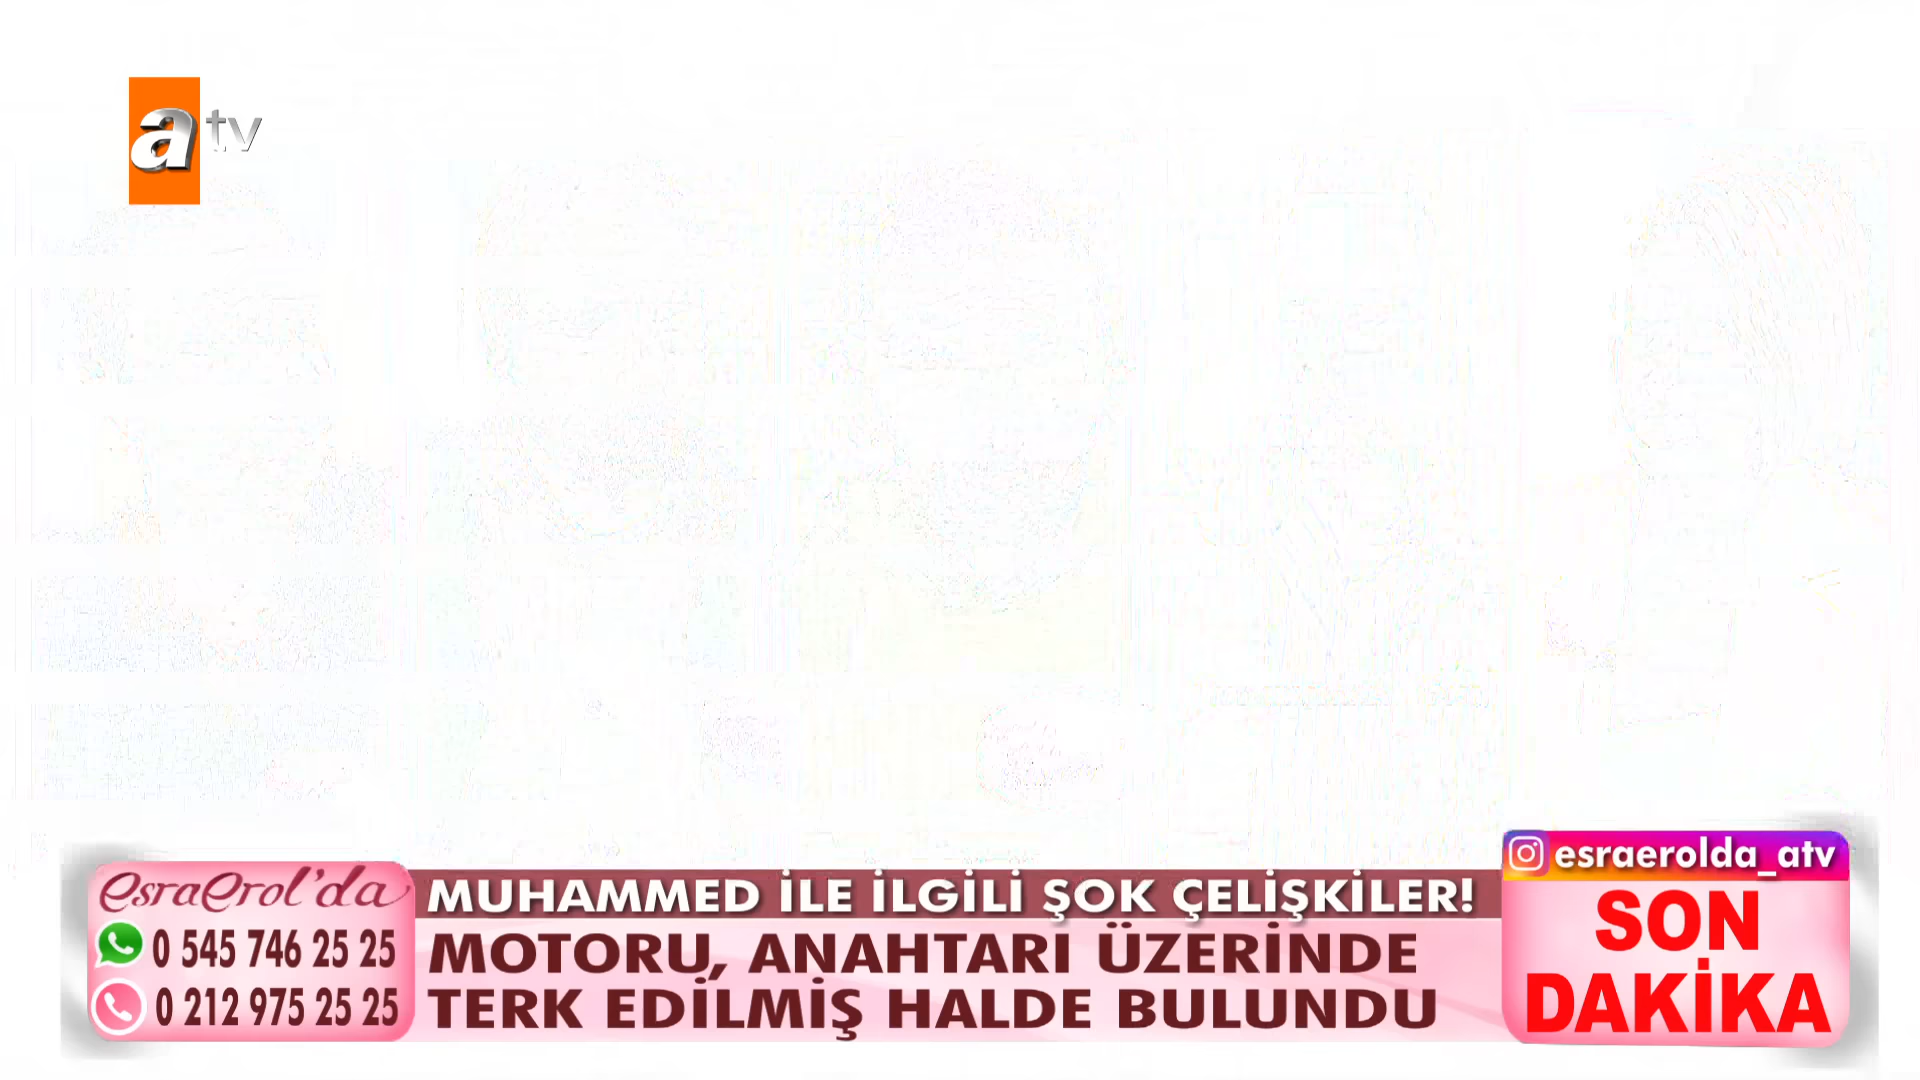 atv
esraerolda_atv
esraerol'da
MUHAMMED İLE İLGİLİ ŞOK ÇELİŞKİLER!
SON
0 545 746 25 25
MOTORU, ANAHTARI ÜZERİNDE
DAKİKA
0 212 975 25 25
TERK EDİLMİŞ HALDE BULUNDU